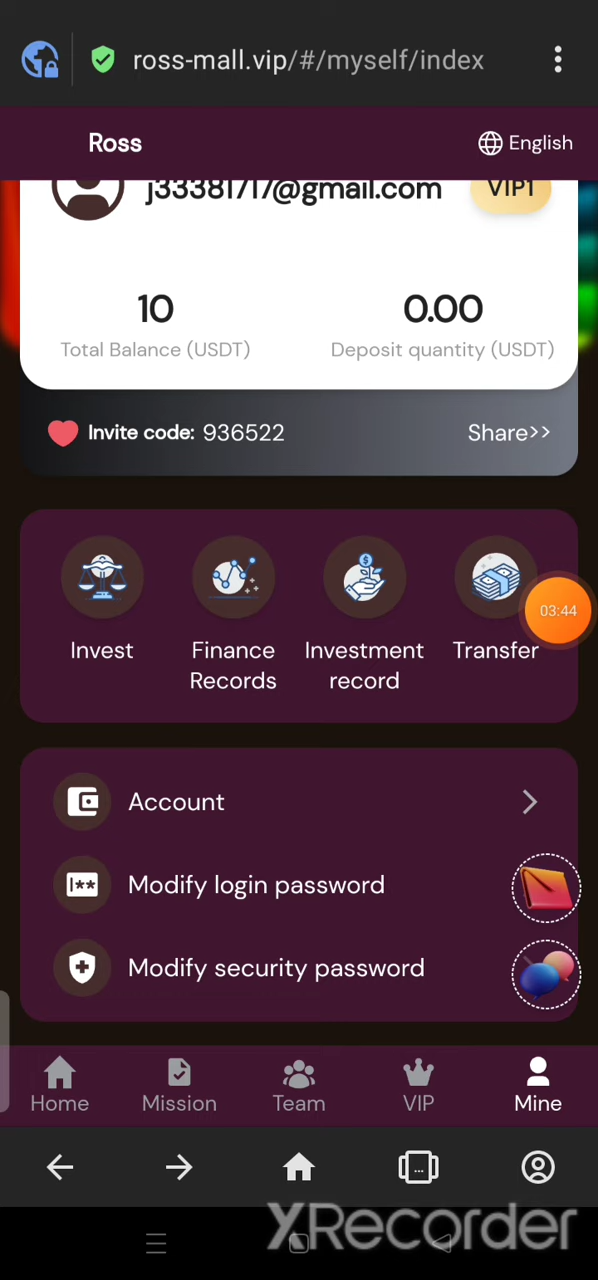 ross-mall.vip/#/myself/index
Ross
English
j33381717@gmail.com
VIP1
10
0.00
Total Balance (USDT)
Deposit quantity (USDT)
Invite code: 936522
Share>>
Invest
Finance
Records
Investment
record
Transfer
03:44
Account
Modify login password
Modify security password
Home
Mission
Team
VIP
Mine
XRecorder